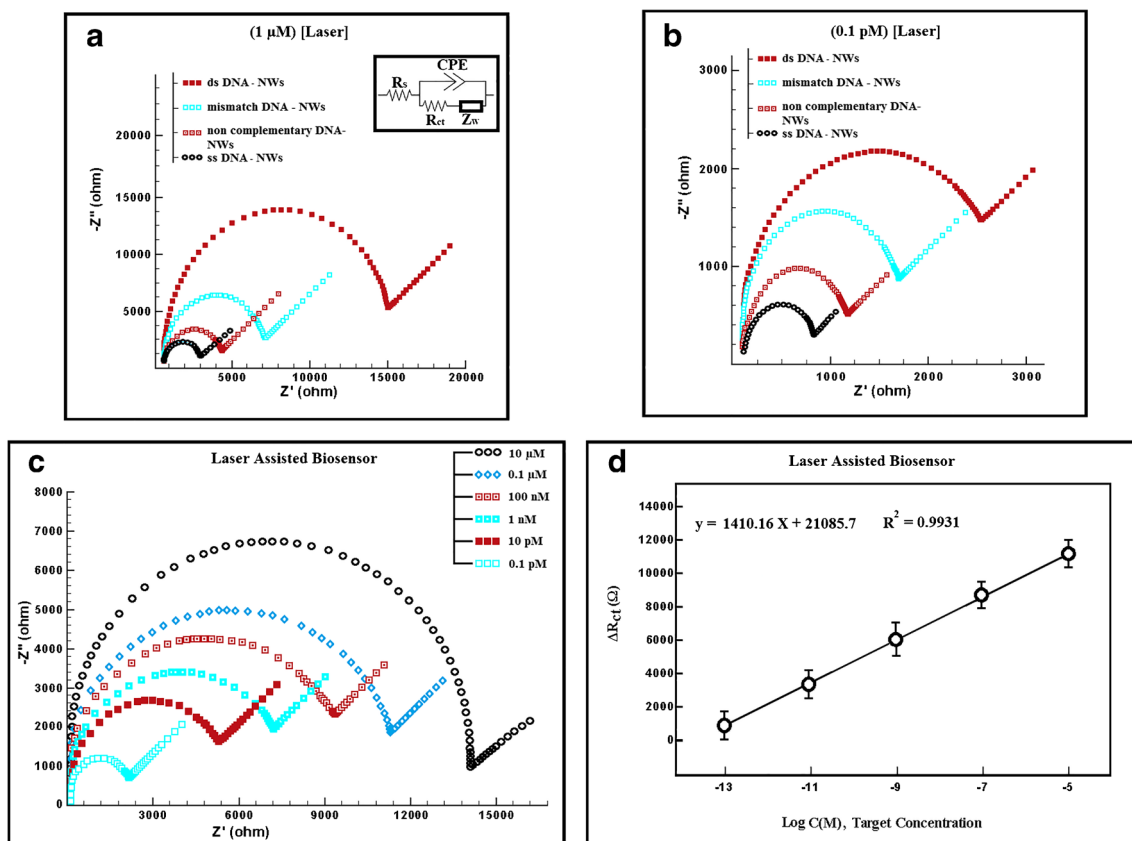 a
(1 μM) [Laser]
ds DNA - NWs
mismatch DNA - NWs
non complementary DNA-
NWs
ss DNA - NWs
CPE
Rs
Rct
Zw
-Z'' (ohm)
20000
15000
10000
5000
5000
10000
15000
20000
Z' (ohm)
b
(0.1 pM) [Laser]
ds DNA - NWs
mismatch DNA - NWs
non complementary DNA-
NWs
ss DNA - NWs
-Z'' (ohm)
3000
2000
1000
1000
2000
3000
Z' (ohm)
c
Laser Assisted Biosensor
10 μM
0.1 μM
100 nM
1 nM
10 pM
0.1 pM
-Z'' (ohm)
8000
7000
6000
5000
4000
3000
2000
1000
0
3000
6000
9000
12000
15000
Z' (ohm)
d
Laser Assisted Biosensor
y = 1410.16 X + 21085.7 R² = 0.9931
ΔRct(Ω)
14000
12000
10000
8000
6000
4000
2000
0
-13
-11
-9
-7
-5
Log C(M), Target Concentration